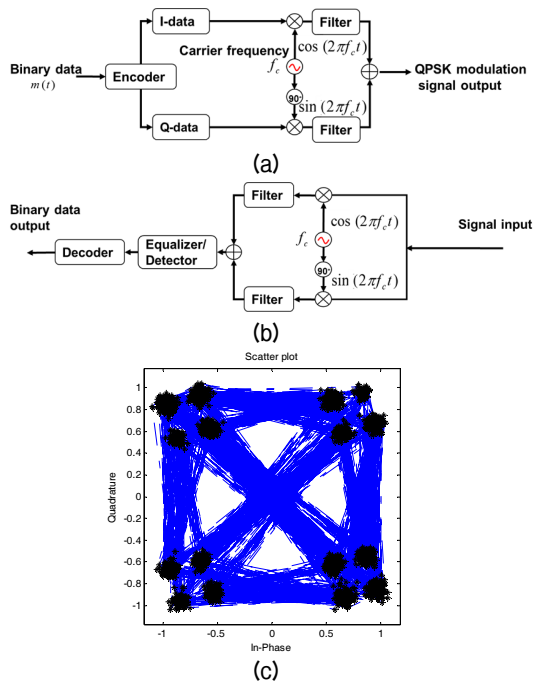 I-data
Filter
Carrier frequency
cos (2πf_c t)
Binary data
m(t)
Encoder
f_c
QPSK modulation
signal output
90°
sin (2πf_c t)
Q-data
Filter
(a)
Filter
Binary data
output
cos (2πf_c t)
Signal input
Equalizer/
Detector
f_c
Decoder
90°
sin (2πf_c t)
Filter
(b)
Scatter plot
1
0.8
0.6
0.4
0.2
0
-0.2
-0.4
-0.6
-0.8
-1
Quadrature
-1
-0.5
0
0.5
1
In-Phase
(c)